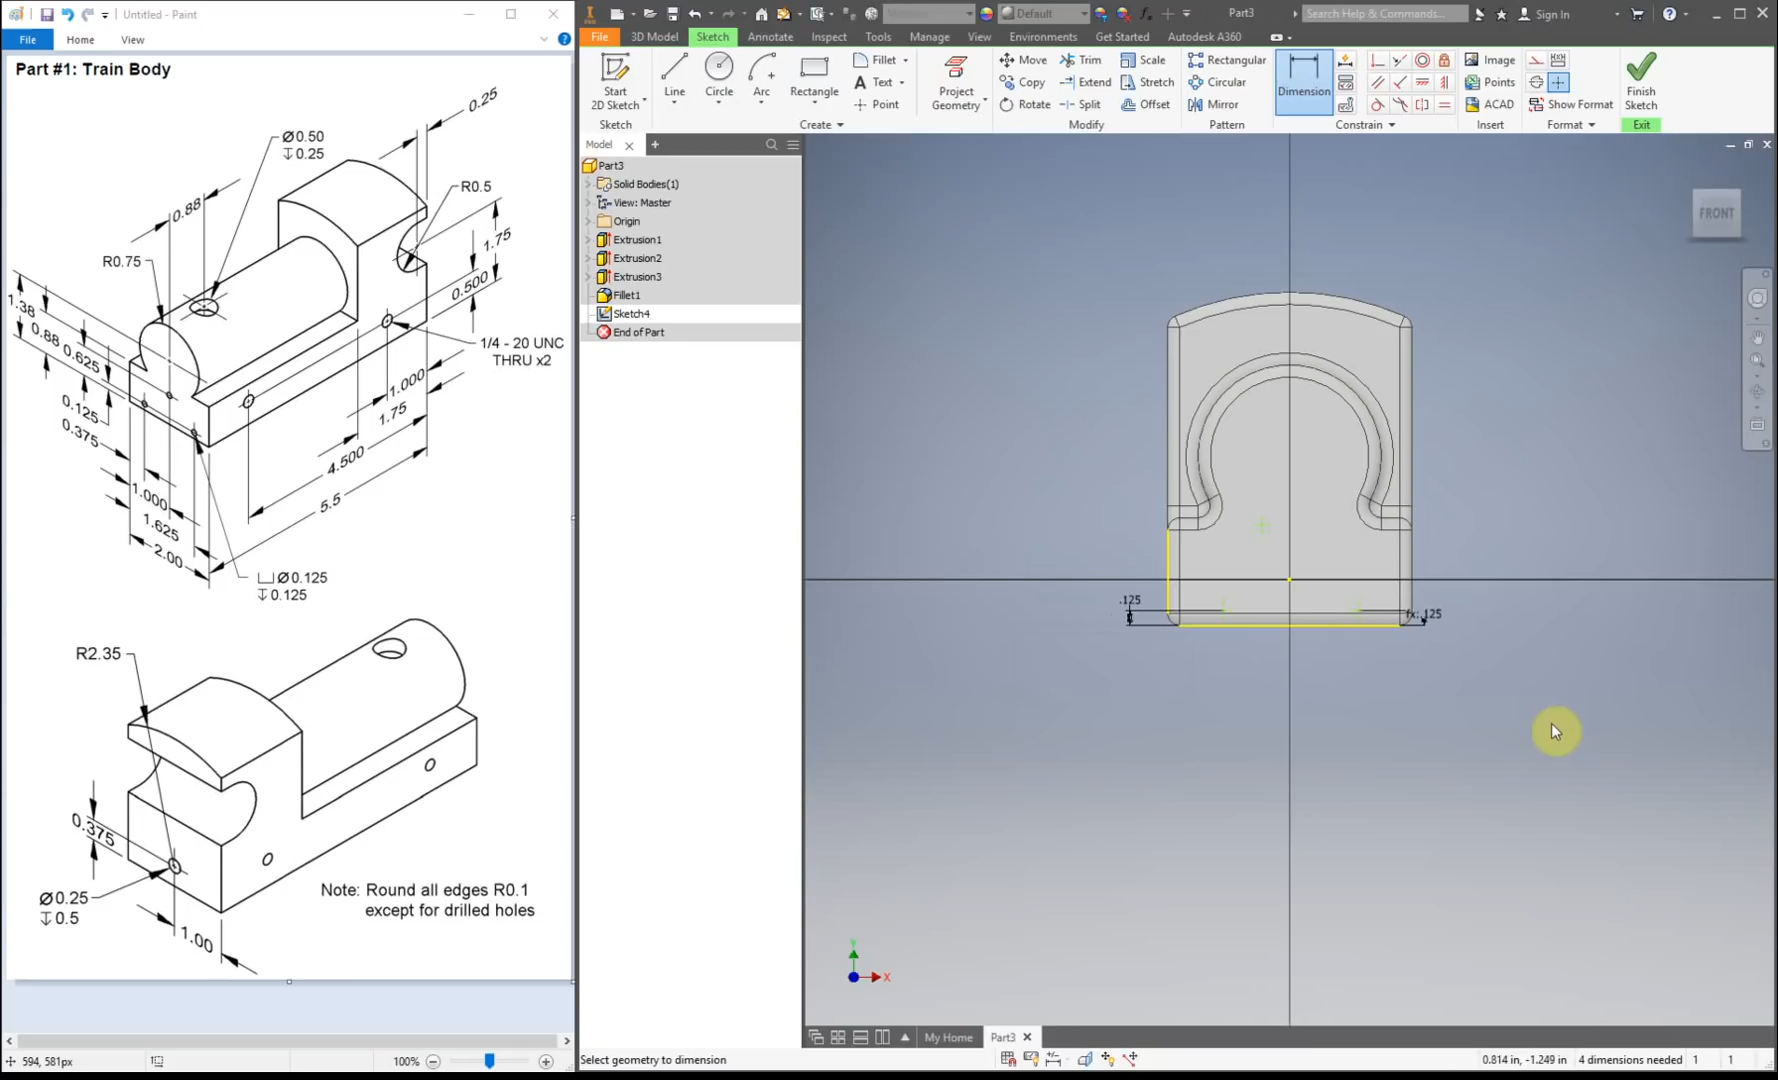 Untitled - Paint
File
Home
View
Part #1: Train Body
0.25
Ø0.50
↧0.25
0.88
R0.5
R0.75
1.75
0.500
1.38
0.88
0.625
1/4 - 20 UNC
THRU x2
0.125
0.375
1.000
1.75
1.000
4.500
1.625
5.5
2.00
⌴Ø0.125
↧0.125
R2.35
0.375
Ø0.25
↧0.5
1.00
Note: Round all edges R0.1
except for drilled holes
594, 581px
100%
Default
Part3
Search Help & Commands...
Sign In
File
3D Model
Sketch
Annotate
Inspect
Tools
Manage
View
Environments
Get Started
Autodesk A360
Start
2D Sketch
Line
Circle
Arc
Rectangle
Fillet
Text
Point
Project
Geometry
Move
Copy
Rotate
Trim
Extend
Split
Scale
Stretch
Offset
Rectangular
Circular
Mirror
Dimension
Image
Points
ACAD
Show Format
Finish
Sketch
Sketch
Create
Modify
Pattern
Constrain
Insert
Format
Exit
Model
Part3
Solid Bodies(1)
View: Master
Origin
Extrusion1
Extrusion2
Extrusion3
Fillet1
Sketch4
End of Part
FRONT
.125
fx: .125
Y
X
My Home
Part3
Select geometry to dimension
0.814 in, -1.249 in
4 dimensions needed
1
1